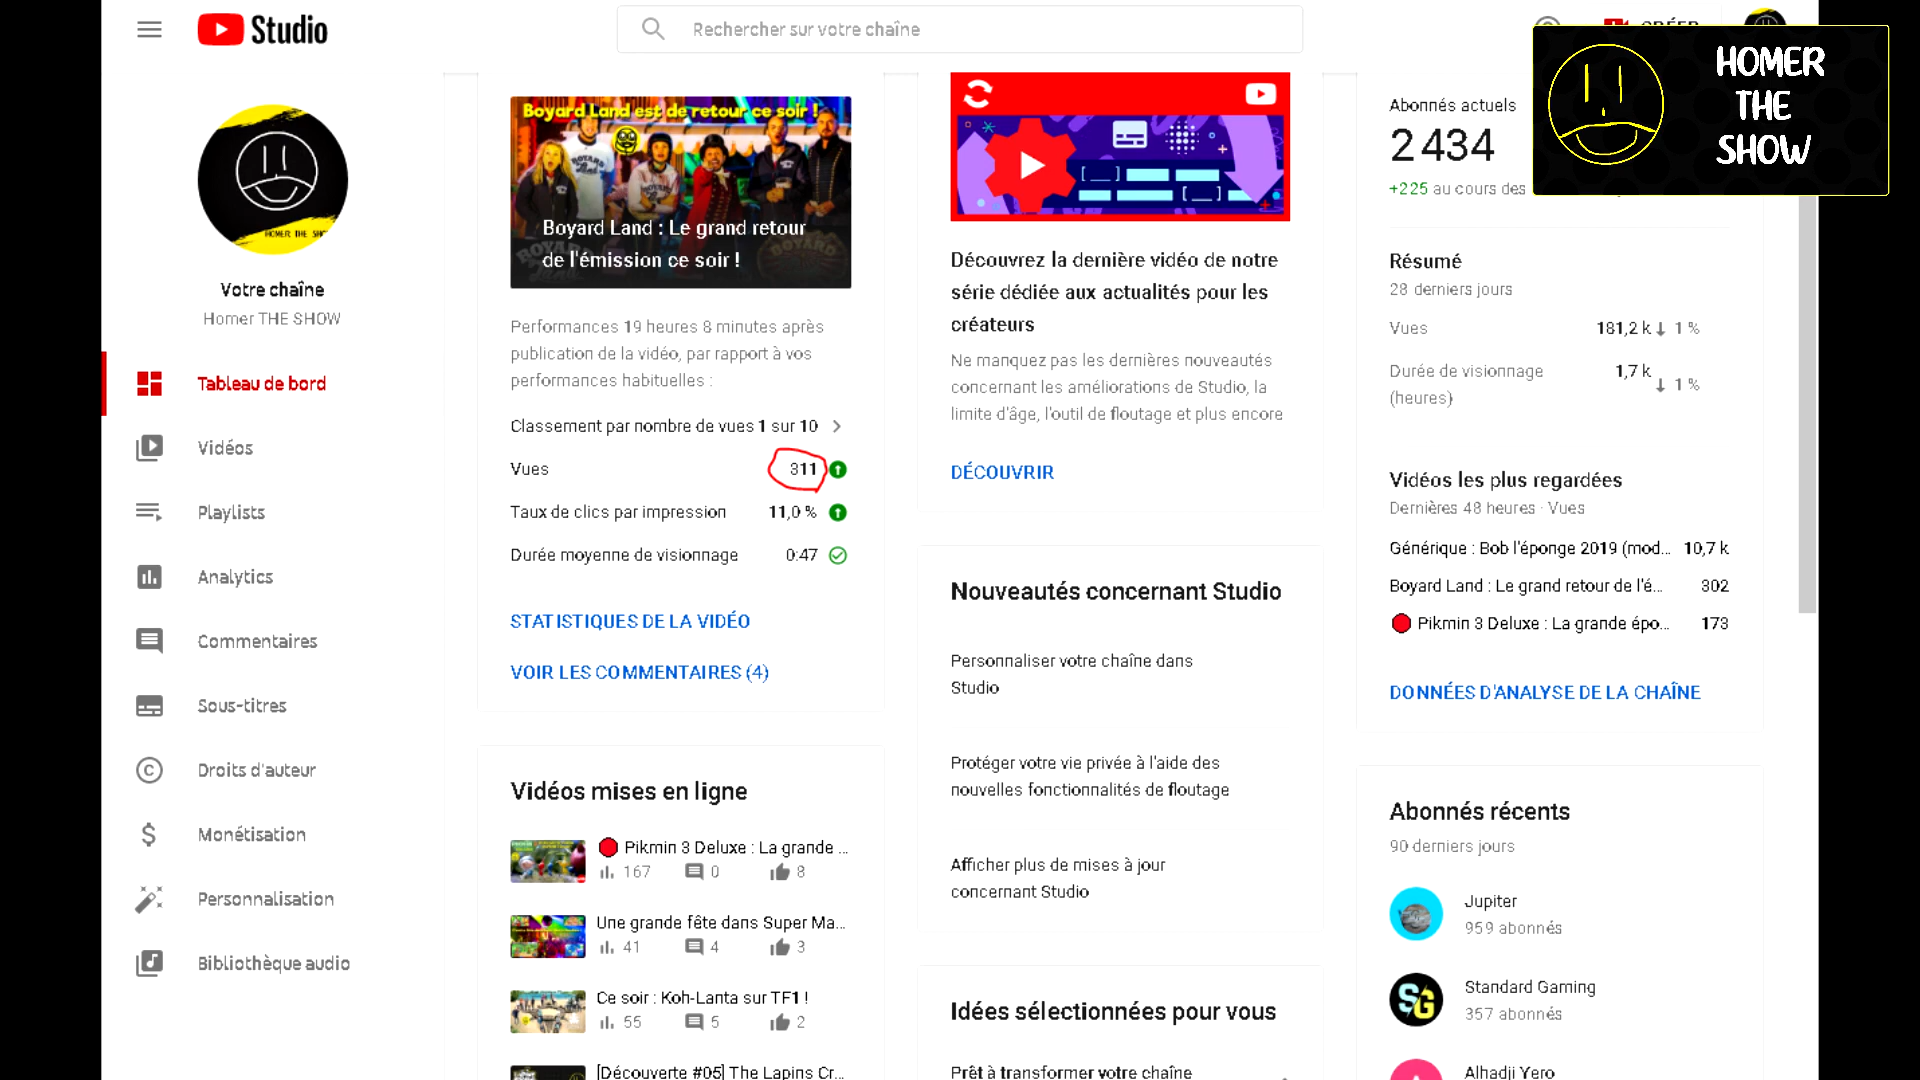 Studio
Rechercher sur votre chaîne
CRÉER
HOMER
THE
SHOW
HOMER THE SH
Votre chaîne
Homer THE SHOW
Tableau de bord
Vidéos
Playlists
Analytics
Commentaires
Sous-titres
Droits d'auteur
Monétisation
Personnalisation
Bibliothèque audio
Boyard Land est de retour ce soir !
Boyard Land : Le grand retour
de l'émission ce soir !
Performances 19 heures 8 minutes après
publication de la vidéo, par rapport à vos
performances habituelles :
Classement par nombre de vues 1 sur 10
Vues 311
Taux de clics par impression 11,0 %
Durée moyenne de visionnage 0:47
STATISTIQUES DE LA VIDÉO
VOIR LES COMMENTAIRES (4)
Vidéos mises en ligne
Pikmin 3 Deluxe : La grande ...
167 0 8
Une grande fête dans Super Ma...
41 4 3
Ce soir : Koh-Lanta sur TF1 !
55 5 2
[Découverte #05] The Lapins Cr...
Découvrez la dernière vidéo de notre
série dédiée aux actualités pour les
créateurs
Ne manquez pas les dernières nouveautés
concernant les améliorations de Studio, la
limite d'âge, l'outil de floutage et plus encore
DÉCOUVRIR
Nouveautés concernant Studio
Personnaliser votre chaîne dans
Studio
Protéger votre vie privée à l'aide des
nouvelles fonctionnalités de floutage
Afficher plus de mises à jour
concernant Studio
Idées sélectionnées pour vous
Prêt à transformer votre chaîne
Abonnés actuels
2 434
+225 au cours des
Résumé
28 derniers jours
Vues 181,2 k ↓ 1 %
Durée de visionnage
(heures) 1,7 k ↓ 1 %
Vidéos les plus regardées
Dernières 48 heures · Vues
Générique : Bob l'éponge 2019 (mod... 10,7 k
Boyard Land : Le grand retour de l'é... 302
Pikmin 3 Deluxe : La grande épo... 173
DONNÉES D'ANALYSE DE LA CHAÎNE
Abonnés récents
90 derniers jours
Jupiter
959 abonnés
SG
Standard Gaming
357 abonnés
Alhadji Yero